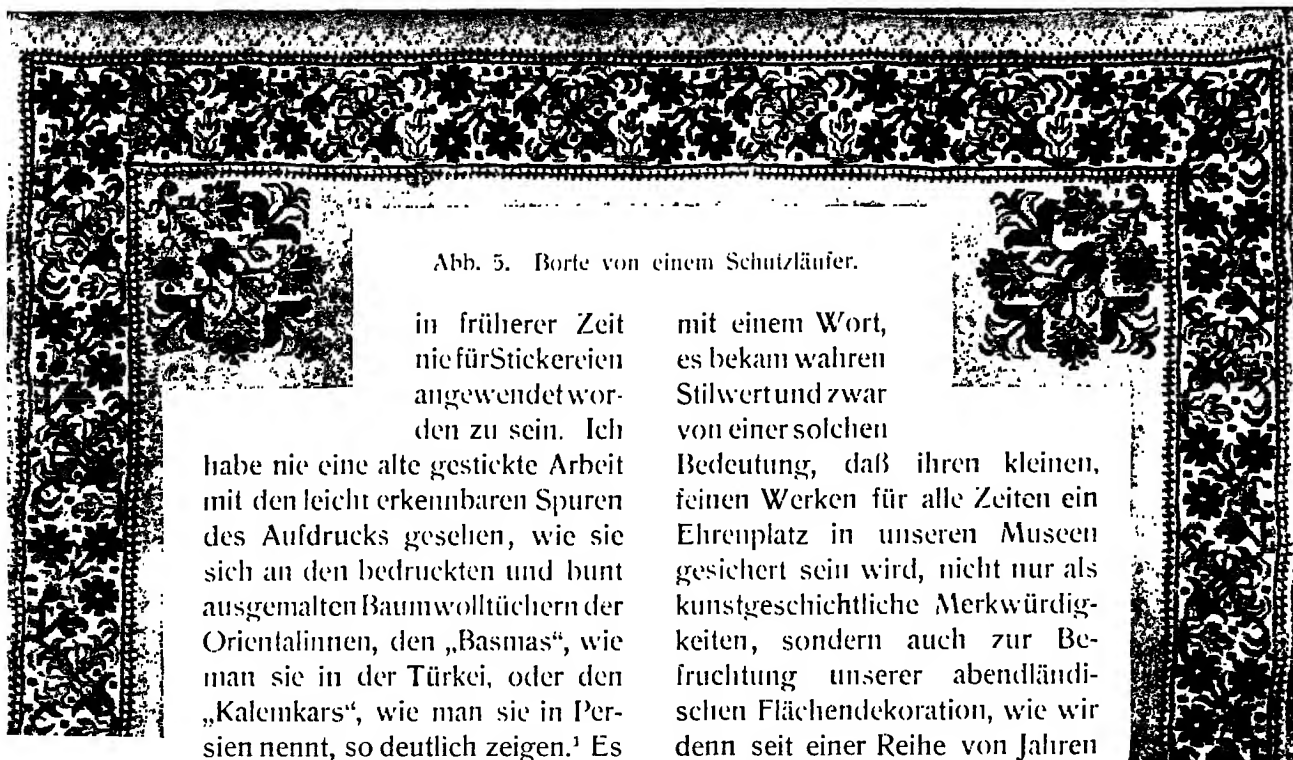 Abb. 5. Borte von einem Schutzläufer.
in früherer Zeit
nie für Stickereien
angewendet wor-
den zu sein. Ich
habe nie eine alte gestickte Arbeit
mit den leicht erkennbaren Spuren
des Aufdrucks gesehen, wie sie
sich an den bedruckten und bunt
ausgemalten Baumwolltüchern der
Orientalinnen, den „Basmas“, wie
man sie in der Türkei, oder den
„Kalemkars“, wie man sie in Per-
sien nennt, so deutlich zeigen.¹ Es
mit einem Wort,
es bekam wahren
Stilwert und zwar
von einer solchen
Bedeutung, daß ihren kleinen,
feinen Werken für alle Zeiten ein
Ehrenplatz in unseren Museen
gesichert sein wird, nicht nur als
kunstgeschichtliche Merkwürdig-
keiten, sondern auch zur Be-
fruchtung unserer abendländi-
schen Flächendekoration, wie wir
denn seit einer Reihe von Jahren